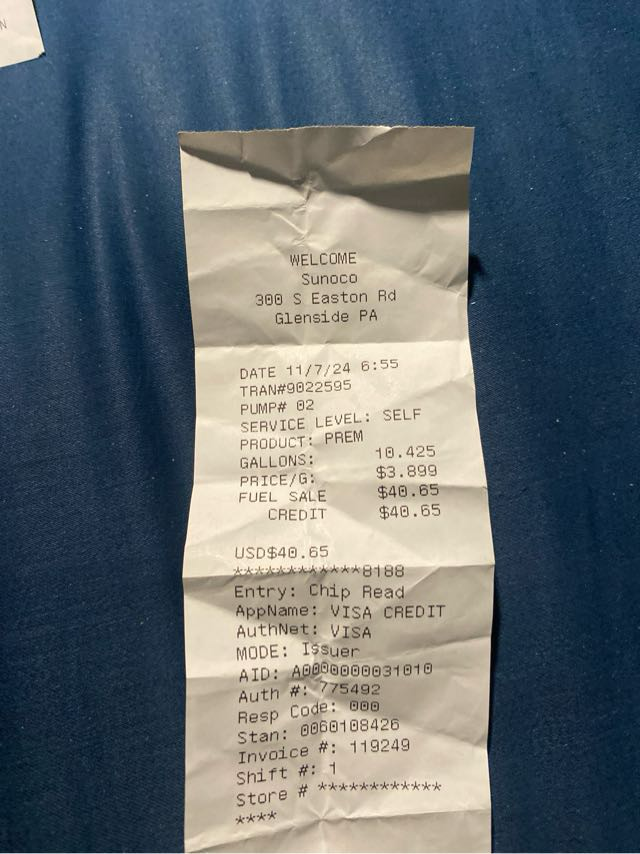 N
WELCOME
Sunoco
300 S Easton Rd
Glenside PA
DATE 11/7/24 6:55
TRAN#9022595
PUMP# 02
SERVICE LEVEL: SELF
PRODUCT: PREM
GALLONS: 10.425
PRICE/G: $3.899
FUEL SALE $40.65
CREDIT $40.65
USD$40.65
************8188
Entry: Chip Read
AppName: VISA CREDIT
AuthNet: VISA
MODE: Issuer
AID: A0000000031010
Auth #: 775492
Resp Code: 000
Stan: 0060108426
Invoice #: 119249
Shift #: 1
Store # ************
****